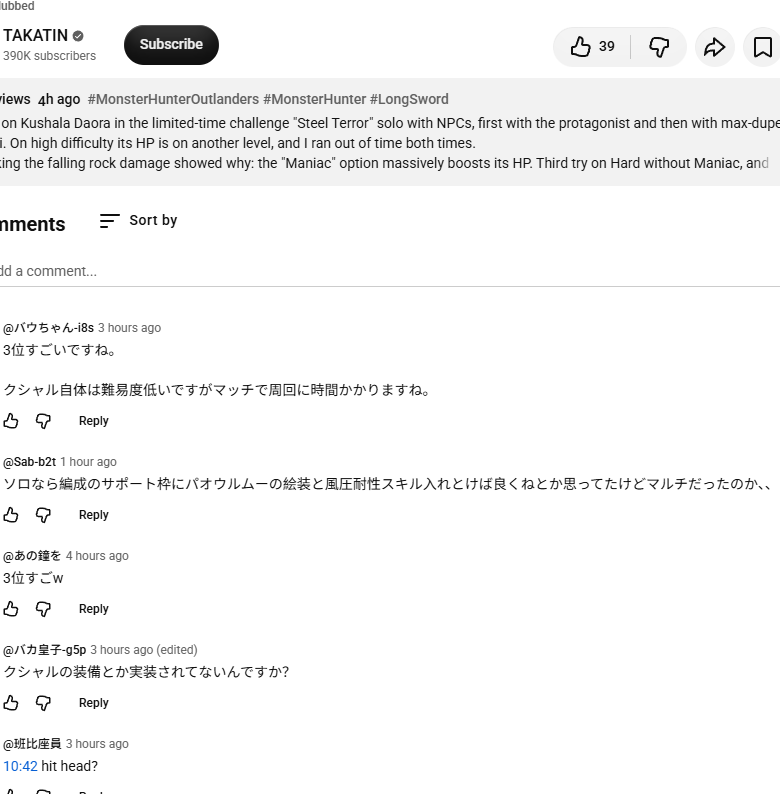 TAKATIN
390K subscribers
Subscribe
39
4h ago #MonsterHunterOutlanders #MonsterHunter #LongSword
on Kushala Daora in the limited-time challenge "Steel Terror" solo with NPCs, first with the protagonist and then with max-dupe
i. On high difficulty its HP is on another level, and I ran out of time both times.
king the falling rock damage showed why: the "Maniac" option massively boosts its HP. Third try on Hard without Maniac, and
Sort by
a comment...
@バウちゃん-i8s 3 hours ago
3位すごいですね。
クシャル自体は難易度低いですがマッチで周回に時間かかりますね。
Reply
@Sab-b2t 1 hour ago
ソロなら編成のサポート枠にパオウルムーの絵装と風圧耐性スキル入れとけば良くねとか思ってたけどマルチだったのか、、
Reply
@あの鐘を 4 hours ago
3位すごw
Reply
@バカ皇子-g5p 3 hours ago (edited)
クシャルの装備とか実装されてないんですか?
Reply
@班比座員 3 hours ago
10:42 hit head?